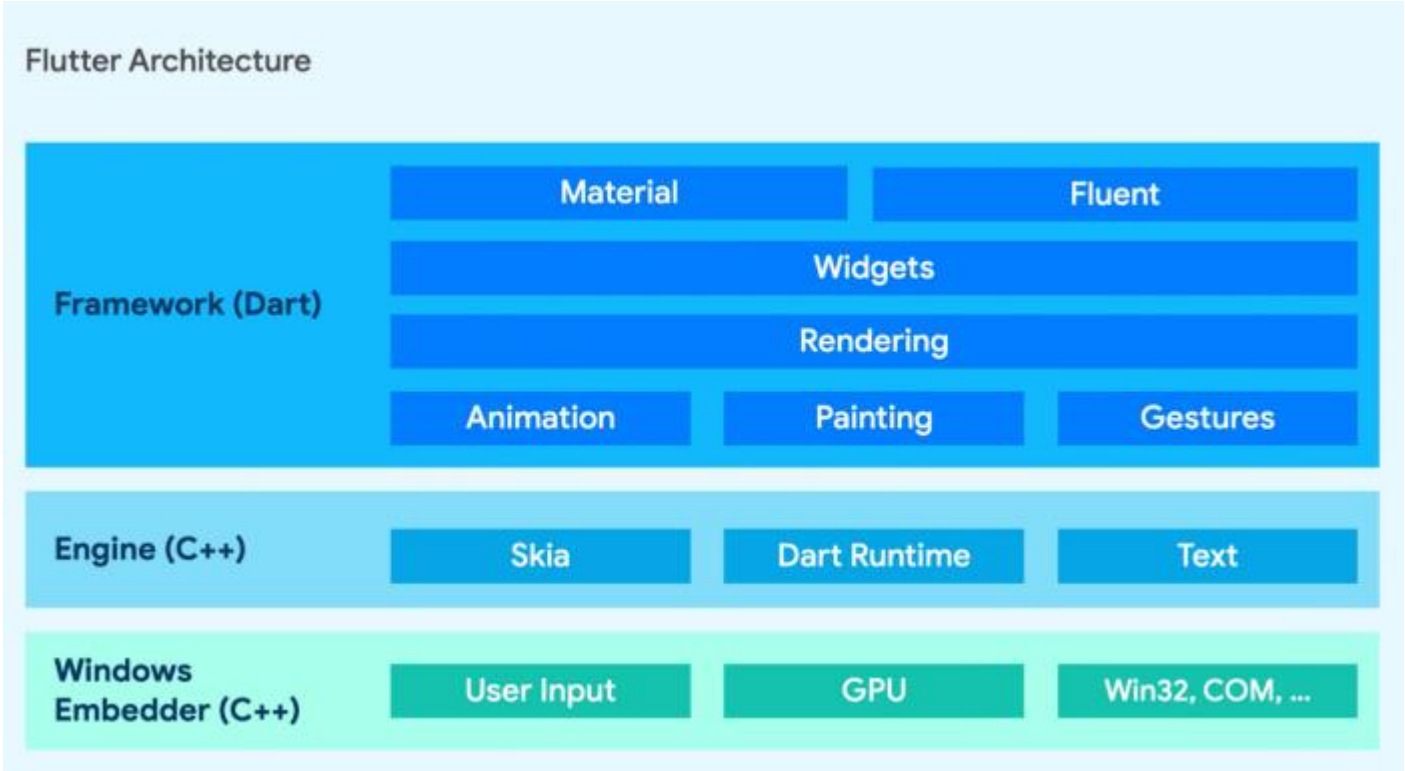 Flutter Architecture
Material
Fluent
Widgets
Framework (Dart)
Rendering
Animation
Painting
Gestures
Engine (C++)
Skia
Dart Runtime
Text
Windows
Embedder (C++)
User Input
GPU
Win32, COM, ...